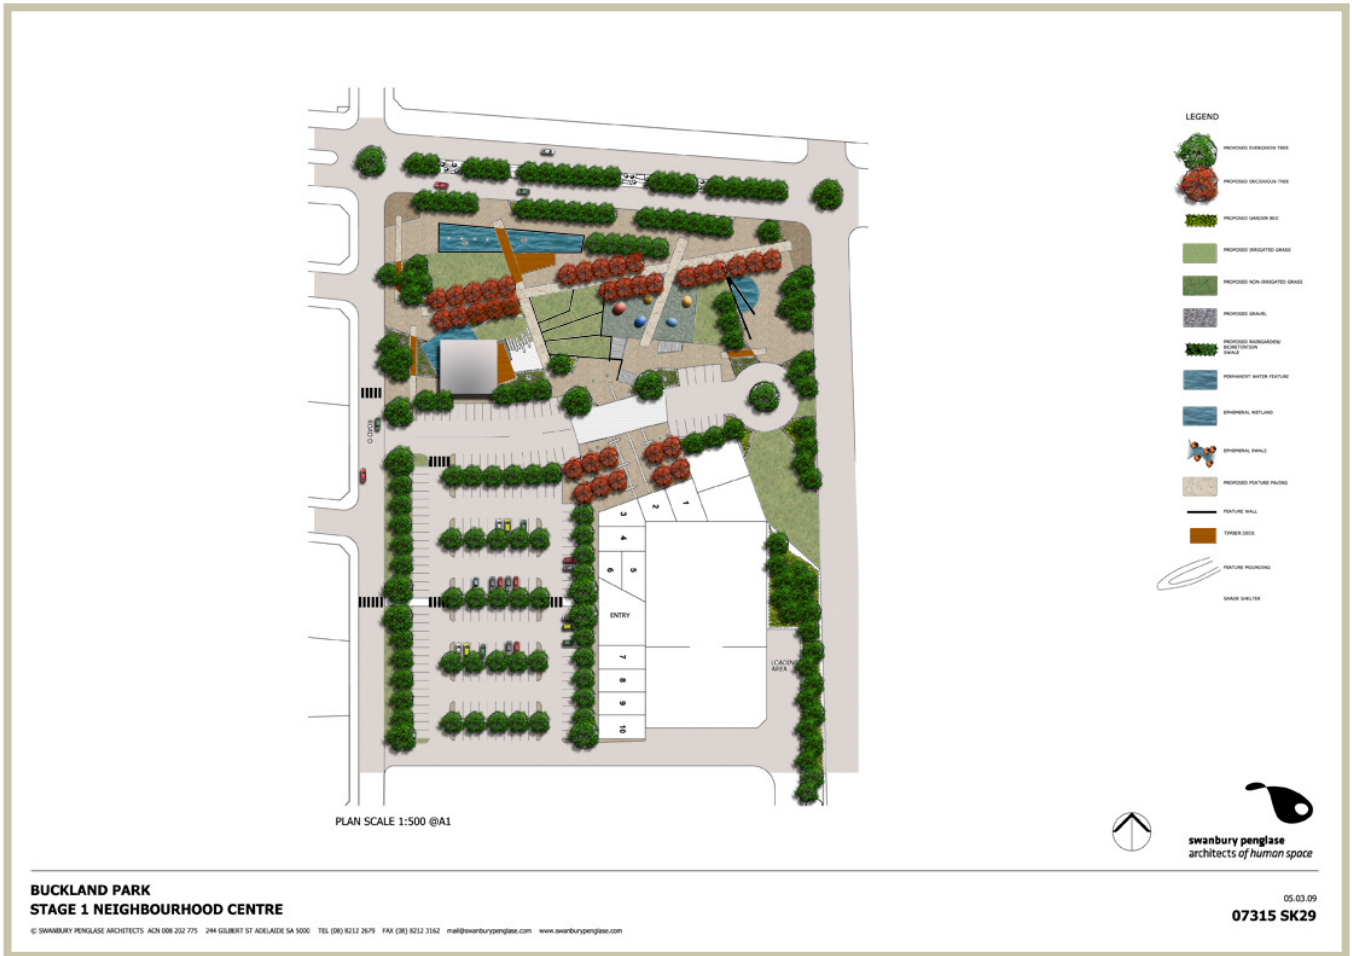 LEGEND
PROPOSED EVERGREEN TREE
PROPOSED DECIDUOUS TREE
PROPOSED GARDEN BED
PROPOSED IRRIGATED GRASS
PROPOSED NON-IRRIGATED GRASS
PROPOSED GRAVEL
PROPOSED RAINGARDEN/
BIORETENTION
SWALE
PERMANENT WATER FEATURE
EPHEMERAL WETLAND
EPHEMERAL SWALE
PROPOSED FEATURE PAVING
FEATURE WALL
TIMBER DECK
FEATURE MOUNDING
SHADE SHELTER
ROAD D
1
2
3
4
5
6
ENTRY
7
8
9
10
LOADING
AREA
PLAN SCALE 1:500 @A1
swanbury penglase
architects of human space
BUCKLAND PARK
STAGE 1 NEIGHBOURHOOD CENTRE
© SWANBURY PENGLASE ARCHITECTS ACN 008 202 775 244 GILBERT ST ADELAIDE SA 5000 TEL (08) 8212 2679 FAX (08) 8212 3162 mail@swanburypenglase.com www.swanburypenglase.com
05.03.09
07315 SK29